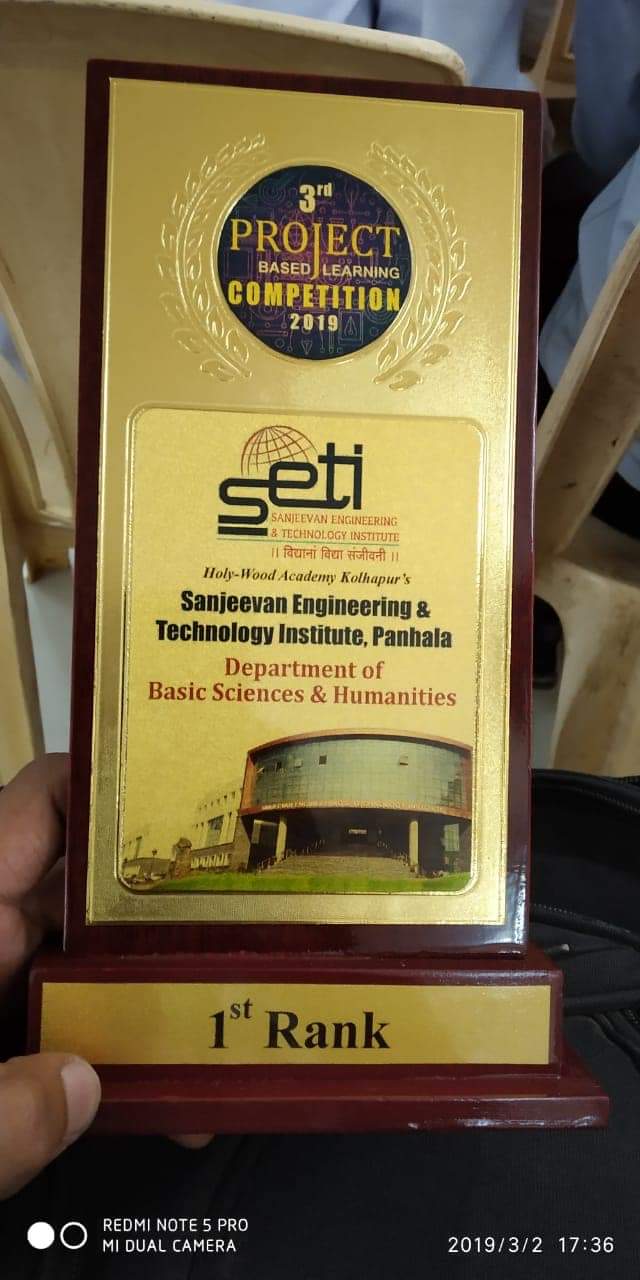 3rd
PROJECT
BASED LEARNING
COMPETITION
2019
seti
SANJEEVAN ENGINEERING
& TECHNOLOGY INSTITUTE
।। विद्यानां विद्या संजीवनी ।।
Holy-Wood Academy Kolhapur's
Sanjeevan Engineering &
Technology Institute, Panhala
Department of
Basic Sciences & Humanities
1st Rank
REDMI NOTE 5 PRO
MI DUAL CAMERA
2019/3/2 17:36